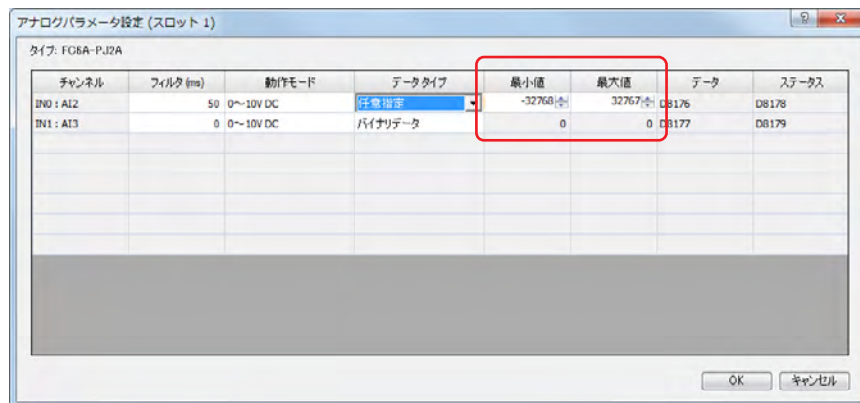 アナログパラメータ設定 (スロット 1)
タイプ: FC6A-PJ2A
チャンネル フィルタ (ms) 動作モード データタイプ 最小値 最大値 データ ステータス
IN0 : AI2 50 0～10V DC 任意指定 -32768 32767 D8176 D8178
IN1 : AI3 0 0～10V DC バイナリデータ 0 0 D8177 D8179
OK キャンセル